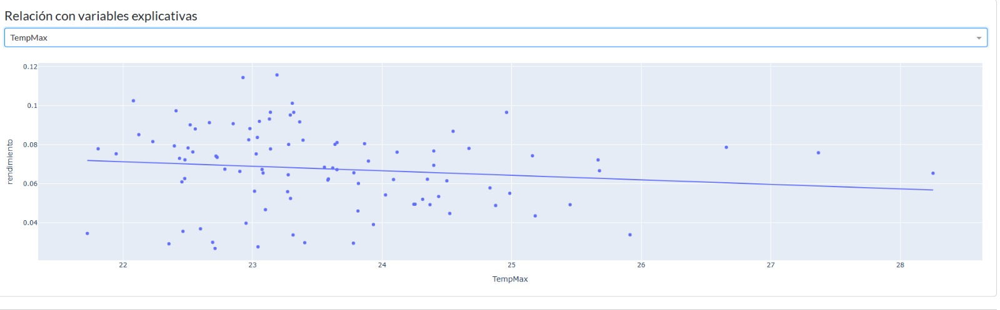 Relación con variables explicativas
TempMax
0.12
0.1
0.08
0.06
0.04
rendimiento
22 23 24 25 26 27 28
TempMax